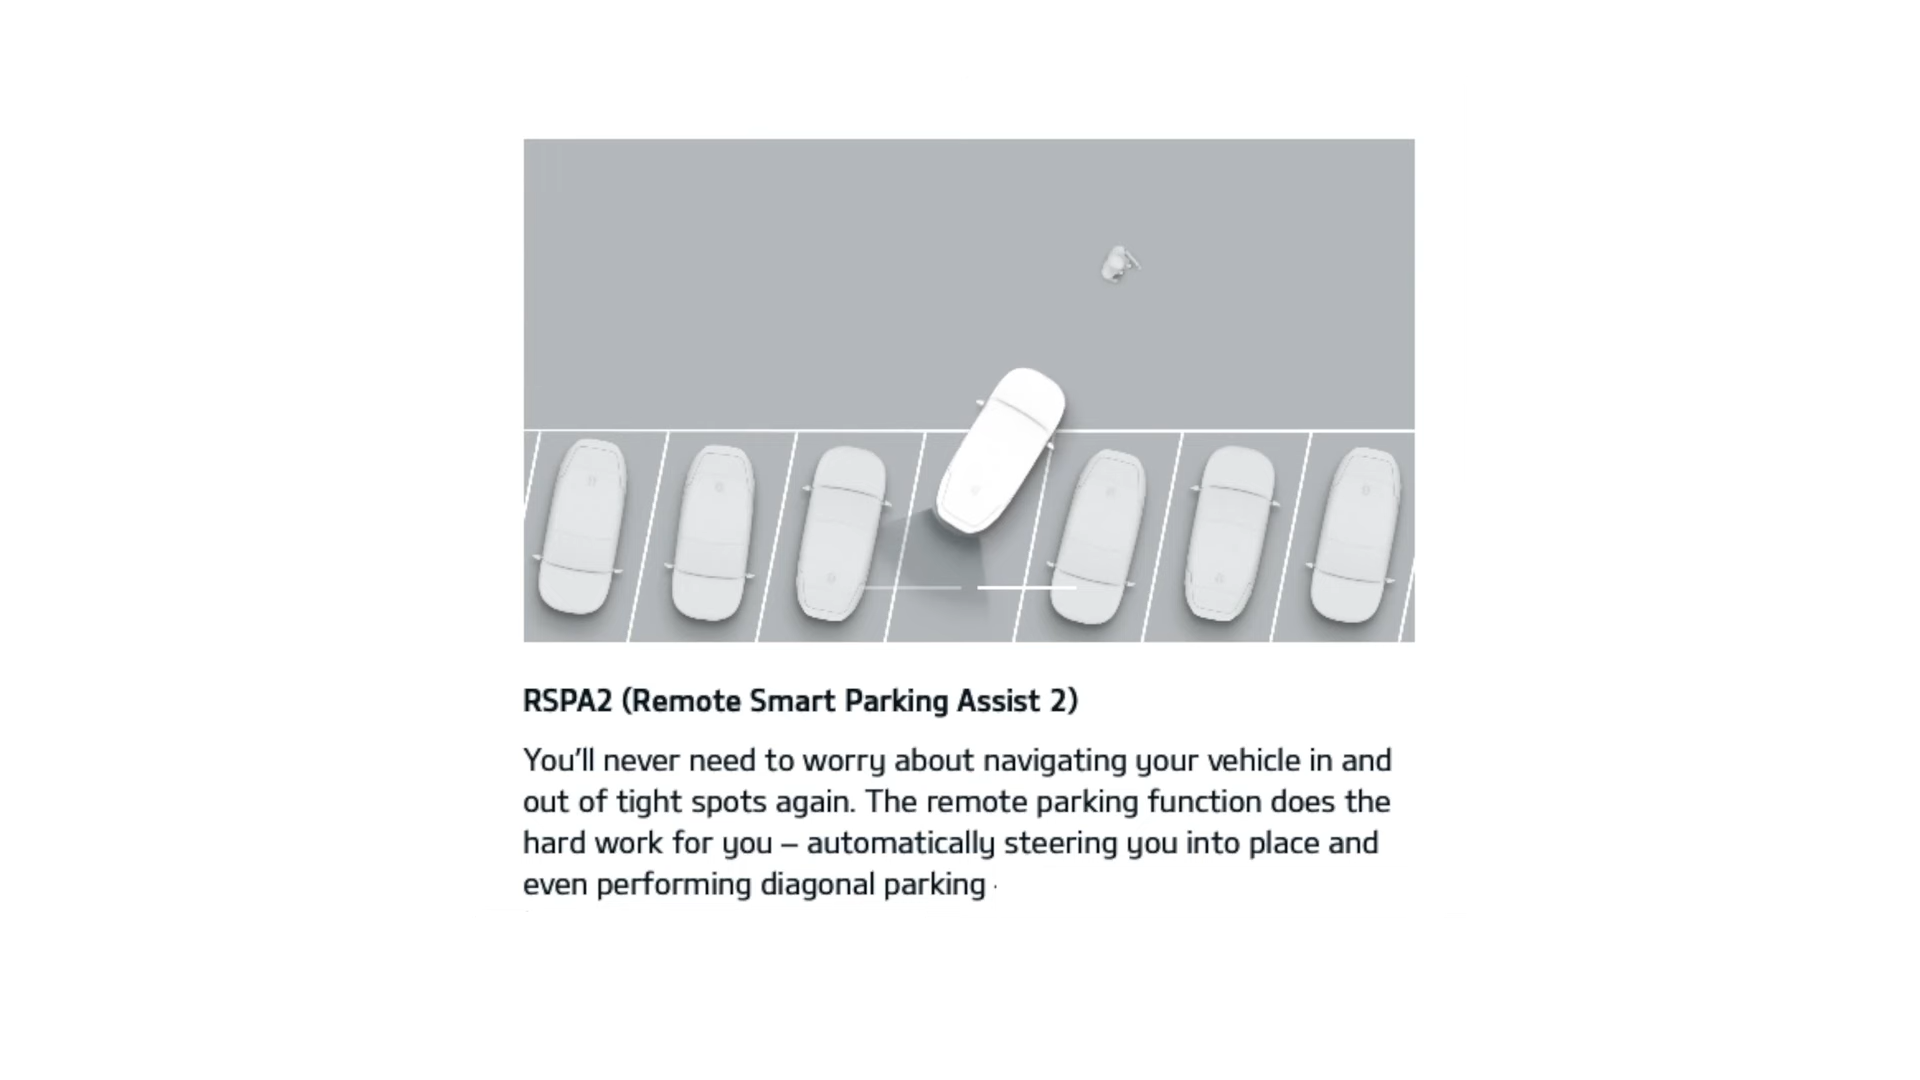 RSPA2 (Remote Smart Parking Assist 2)
You’ll never need to worry about navigating your vehicle in and
out of tight spots again. The remote parking function does the
hard work for you – automatically steering you into place and
even performing diagonal parking